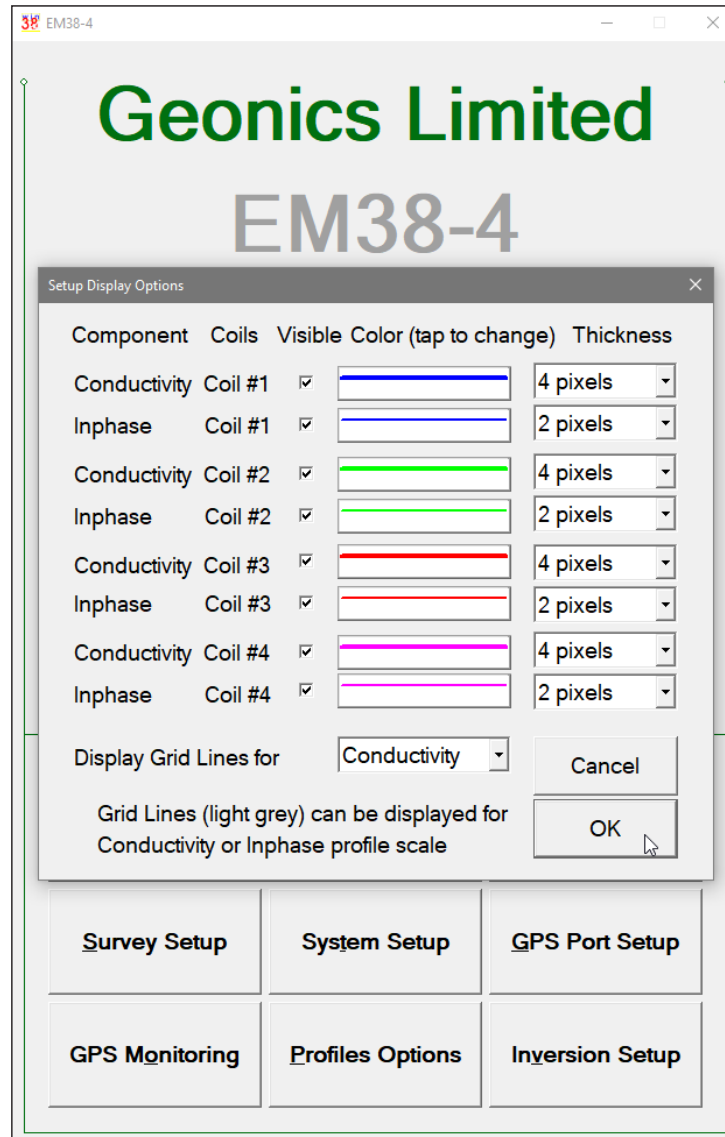 38 EM38-4
Geonics Limited
EM38-4
Setup Display Options
Component Coils Visible Color (tap to change) Thickness
Conductivity Coil #1 4 pixels
Inphase Coil #1 2 pixels
Conductivity Coil #2 4 pixels
Inphase Coil #2 2 pixels
Conductivity Coil #3 4 pixels
Inphase Coil #3 2 pixels
Conductivity Coil #4 4 pixels
Inphase Coil #4 2 pixels
Display Grid Lines for Conductivity Cancel
Grid Lines (light grey) can be displayed for
Conductivity or Inphase profile scale
OK
Survey Setup System Setup GPS Port Setup
GPS Monitoring Profiles Options Inversion Setup